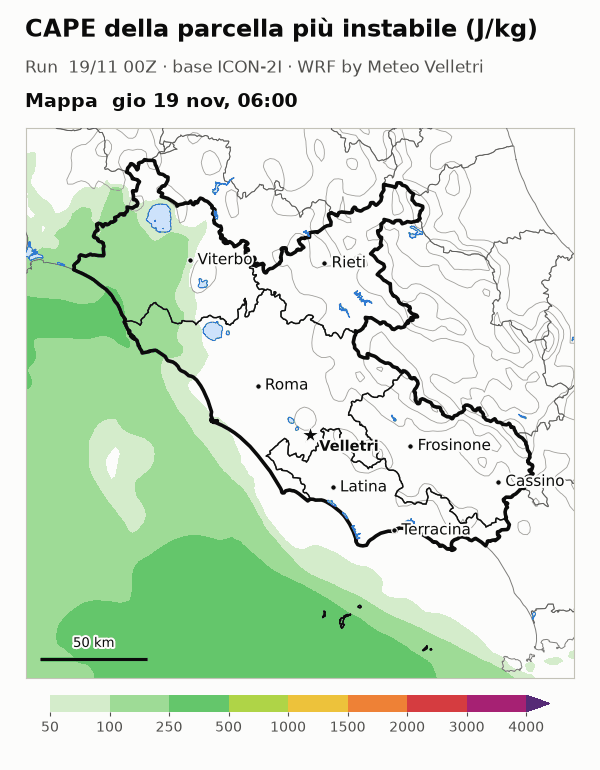 CAPE della parcella più instabile (J/kg)
Run  19/11 00Z · base ICON-2I · WRF by Meteo Velletri
Mappa  gio 19 nov, 06:00
Viterbo
Rieti
Roma
Velletri
Frosinone
Latina
Cassino
Terracina
50 km
50 100 250 500 1000 1500 2000 3000 4000